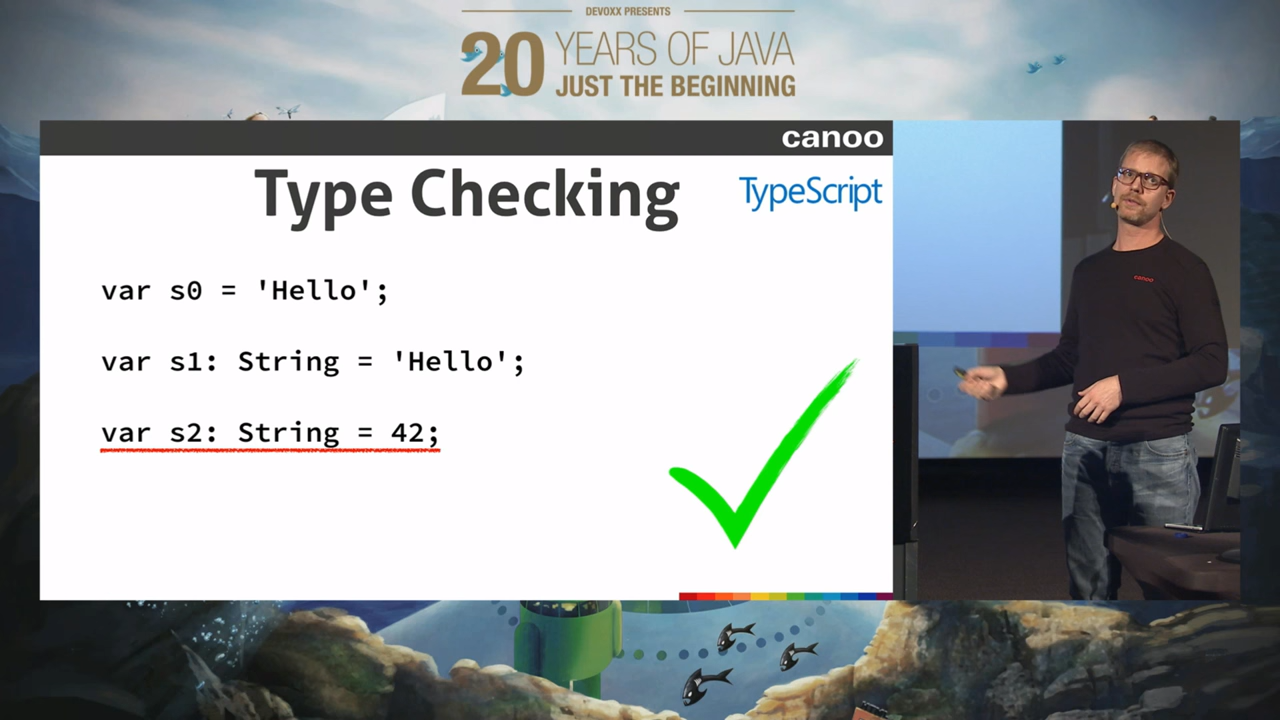 DEVOXX PRESENTS
20 YEARS OF JAVA
JUST THE BEGINNING
canoo
Type Checking
TypeScript
var s0 = 'Hello';
var s1: String = 'Hello';
var s2: String = 42;
canoo